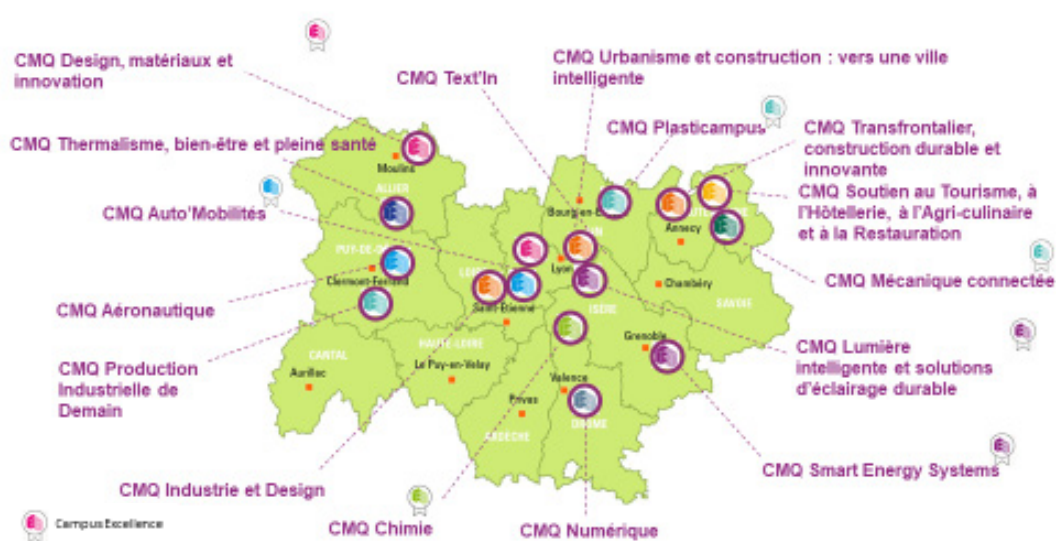 CMQ Design, matériaux et
innovation
CMQ Text'In
CMQ Urbanisme et construction : vers une ville
intelligente
CMQ Plasticampus
CMQ Transfrontalier,
construction durable et
innovante
CMQ Thermalisme, bien-être et pleine santé
CMQ Soutien au Tourisme, à
l'Hôtellerie, à l'Agri-culinaire
et à la Restauration
CMQ Auto'Mobilités
CMQ Mécanique connectée
CMQ Aéronautique
CMQ Production
Industrielle de
Demain
CMQ Lumière
intelligente et solutions
d'éclairage durable
CMQ Smart Energy Systems
CMQ Industrie et Design
CMQ Chimie
CMQ Numérique
Campus Excellence
Moulins
ALLIER
Clermont-Ferrand
Lyon
Annecy
Chambéry
SAVOIE
Saint-Etienne
ISÈRE
Grenoble
CANTAL
Aurillac
HAUTE-LOIRE
Le Puy-en-Velay
Valence
Privas
ARDÈCHE
DRÔME